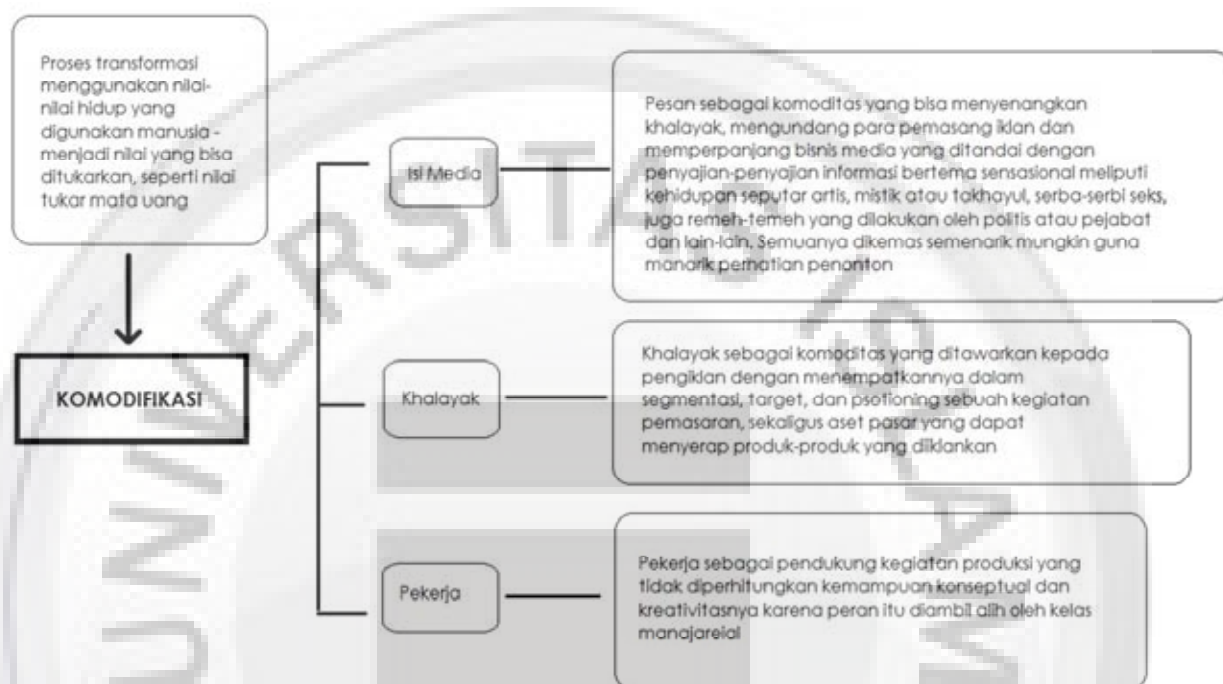 Proses transformasi
menggunakan nilai-
nilai hidup yang
digunakan manusia -
menjadi nilai yang bisa
ditukarkan, seperti nilai
tukar mata uang
KOMODIFIKASI
Isi Media
Pesan sebagai komoditas yang bisa menyenangkan
khalayak, mengundang para pemasang iklan dan
memperpanjang bisnis media yang ditandai dengan
penyajian-penyajian informasi bertema sensasional meliputi
kehidupan seputar artis, mistik atau takhayul, serba-serbi seks,
juga remeh-temeh yang dilakukan oleh politis atau pejabat
dan lain-lain. Semuanya dikemas semenarik mungkin guna
manarik perhatian penonton
Khalayak
Khalayak sebagai komoditas yang ditawarkan kepada
pengiklan dengan menempatkannya dalam
segmentasi, target, dan psotioning sebuah kegiatan
pemasaran, sekaligus aset pasar yang dapat
menyerap produk-produk yang diiklankan
Pekerja
Pekerja sebagai pendukung kegiatan produksi yang
tidak diperhitungkan kemampuan konseptual dan
kreativitasnya karena peran itu diambil alih oleh kelas
manajareial
UNIVERSITAS ISLAM